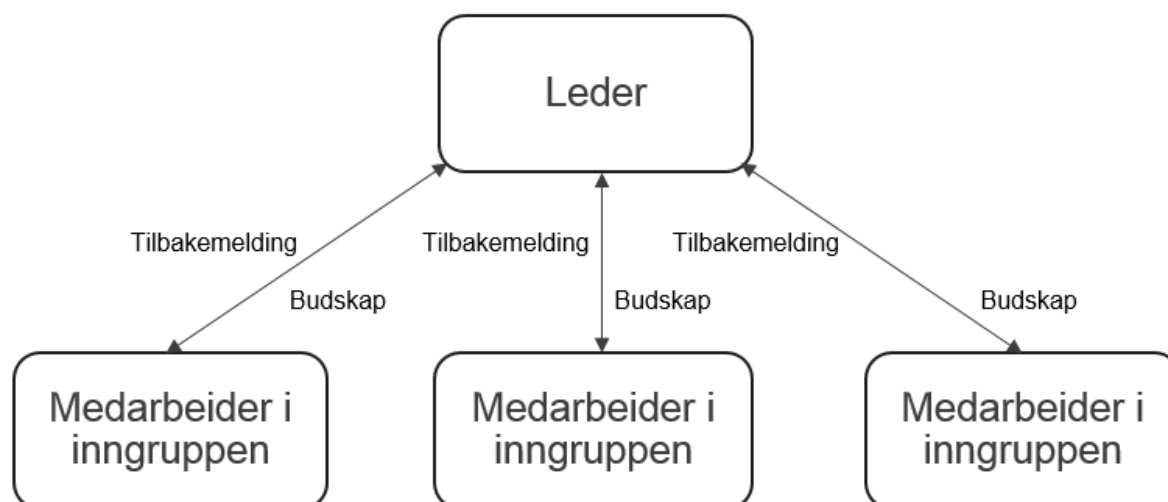 Leder
Tilbakemelding Tilbakemelding Tilbakemelding
Budskap Budskap Budskap
Medarbeider i
inngruppen
Medarbeider i
inngruppen
Medarbeider i
inngruppen